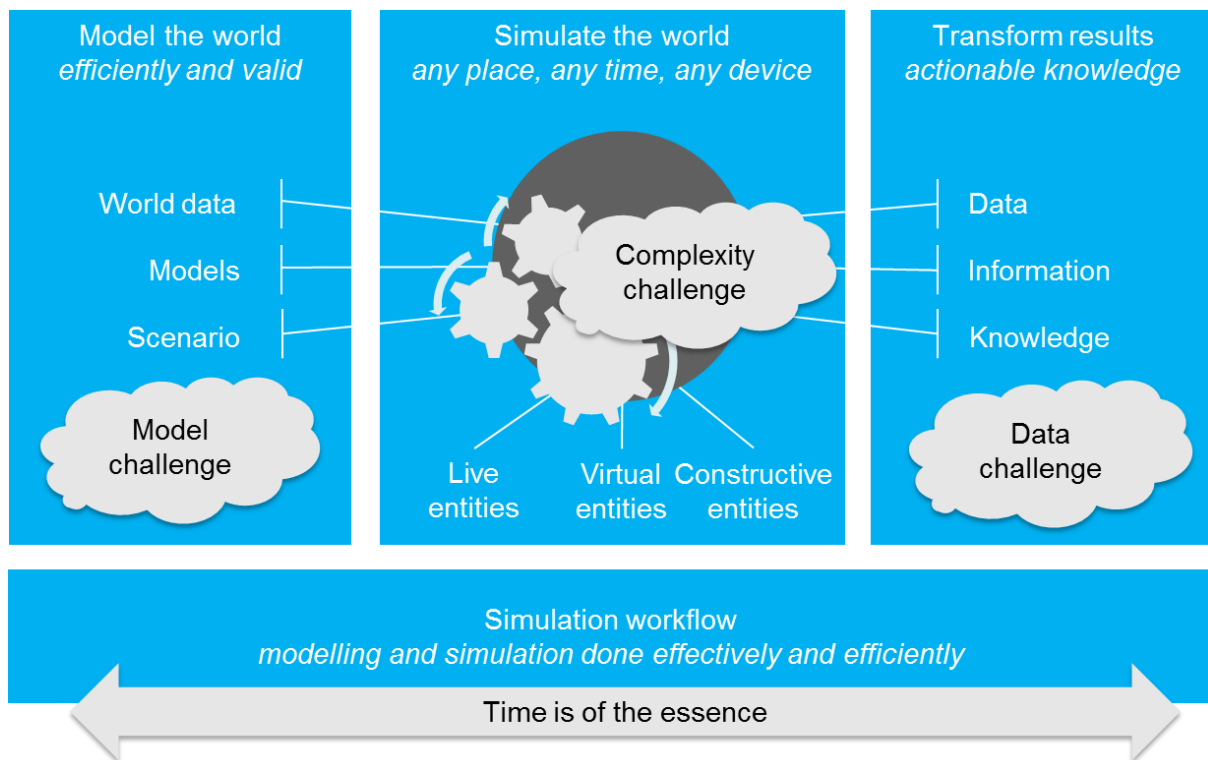 Model the world
efficiently and valid
World data
Models
Scenario
Model
challenge
Simulate the world
any place, any time, any device
Complexity
challenge
Live
entities
Virtual
entities
Constructive
entities
Transform results
actionable knowledge
Data
Information
Knowledge
Data
challenge
Simulation workflow
modelling and simulation done effectively and efficiently
Time is of the essence